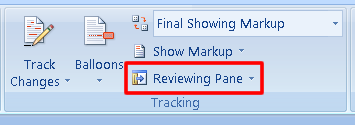 Final Showing Markup
Show Markup
Track Changes
Balloons
Reviewing Pane
Tracking